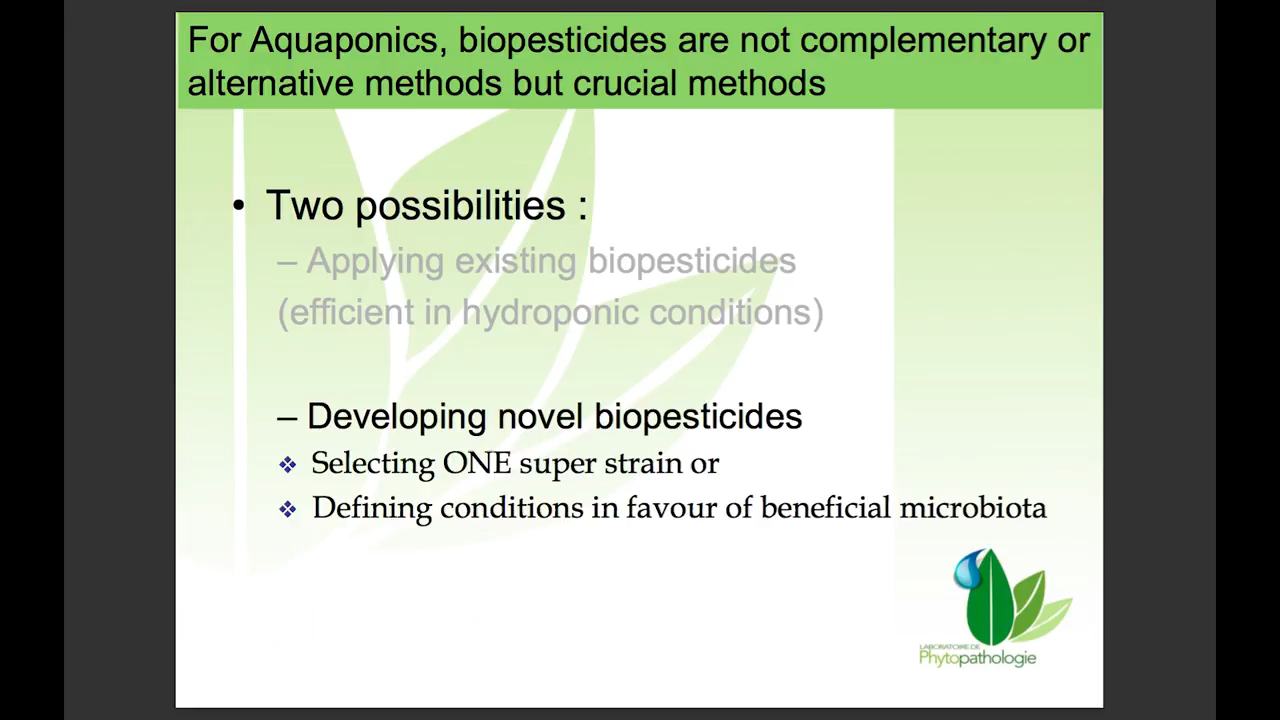 For Aquaponics, biopesticides are not complementary or
alternative methods but crucial methods
• Two possibilities :
– Applying existing biopesticides
(efficient in hydroponic conditions)
– Developing novel biopesticides
❖ Selecting ONE super strain or
❖ Defining conditions in favour of beneficial microbiota
LABORATOIRE DE
Phytopathologie